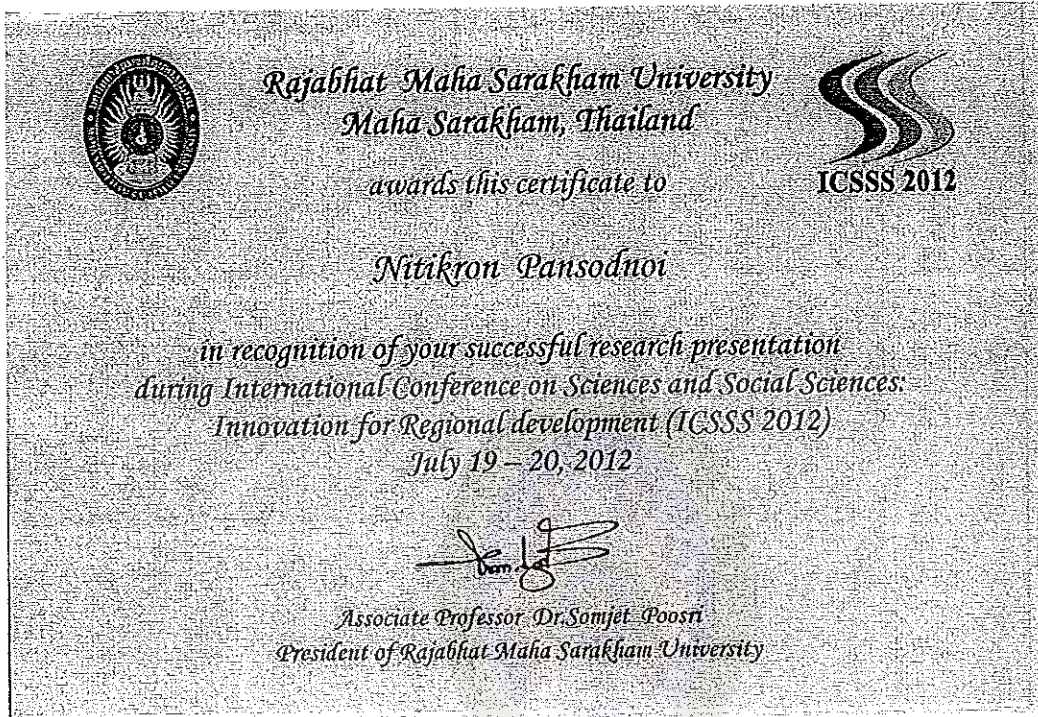 Rajabhat Maha Sarakham University
Maha Sarakham, Thailand
ICSSS 2012
awards this certificate to
Nitikron Pansodnoi
in recognition of your successful research presentation
during International Conference on Sciences and Social Sciences:
Innovation for Regional development (ICSSS 2012)
July 19 – 20, 2012
Associate Professor Dr.Somjet Poosri
President of Rajabhat Maha Sarakham University